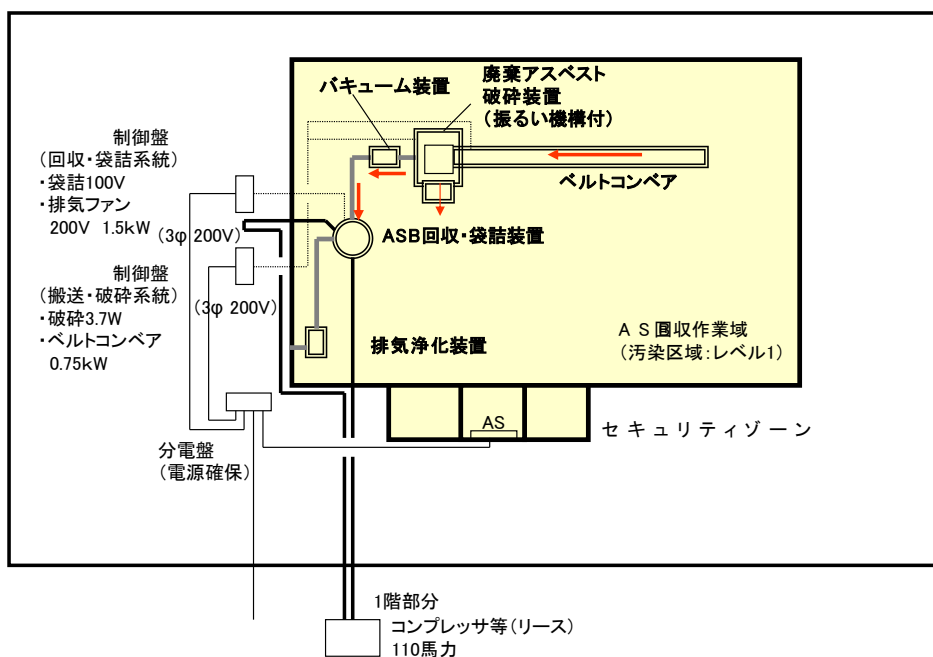 バキューム装置
廃棄アスベスト
破砕装置
(振るい機構付)
ベルトコンベア
制御盤
(回収・袋詰系統)
・袋詰100V
・排気ファン
200V 1.5kW
(3φ 200V)
ASB回収・袋詰装置
制御盤
(搬送・破砕系統)
・破砕3.7W
・ベルトコンベア
0.75kW
(3φ 200V)
排気浄化装置
AS回収作業域
(汚染区域:レベル1)
AS
セキュリティゾーン
分電盤
(電源確保)
1階部分
コンプレッサ等(リース)
110馬力